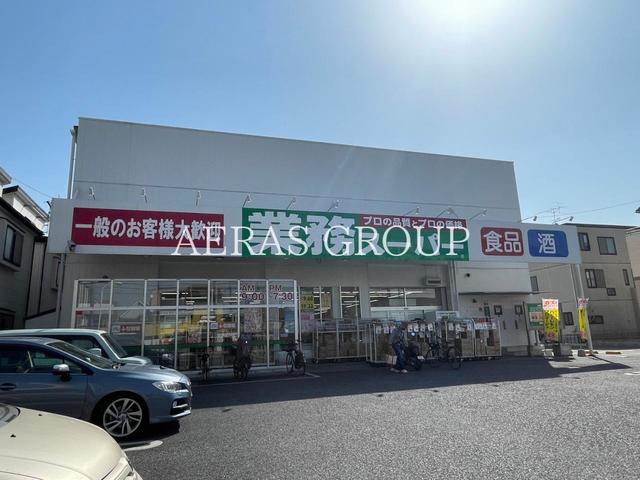 一般のお客様大歓迎
業務
プロの品質とプロの価格
食品 酒
AERAS GROUP
AM PM
9:00 7:30